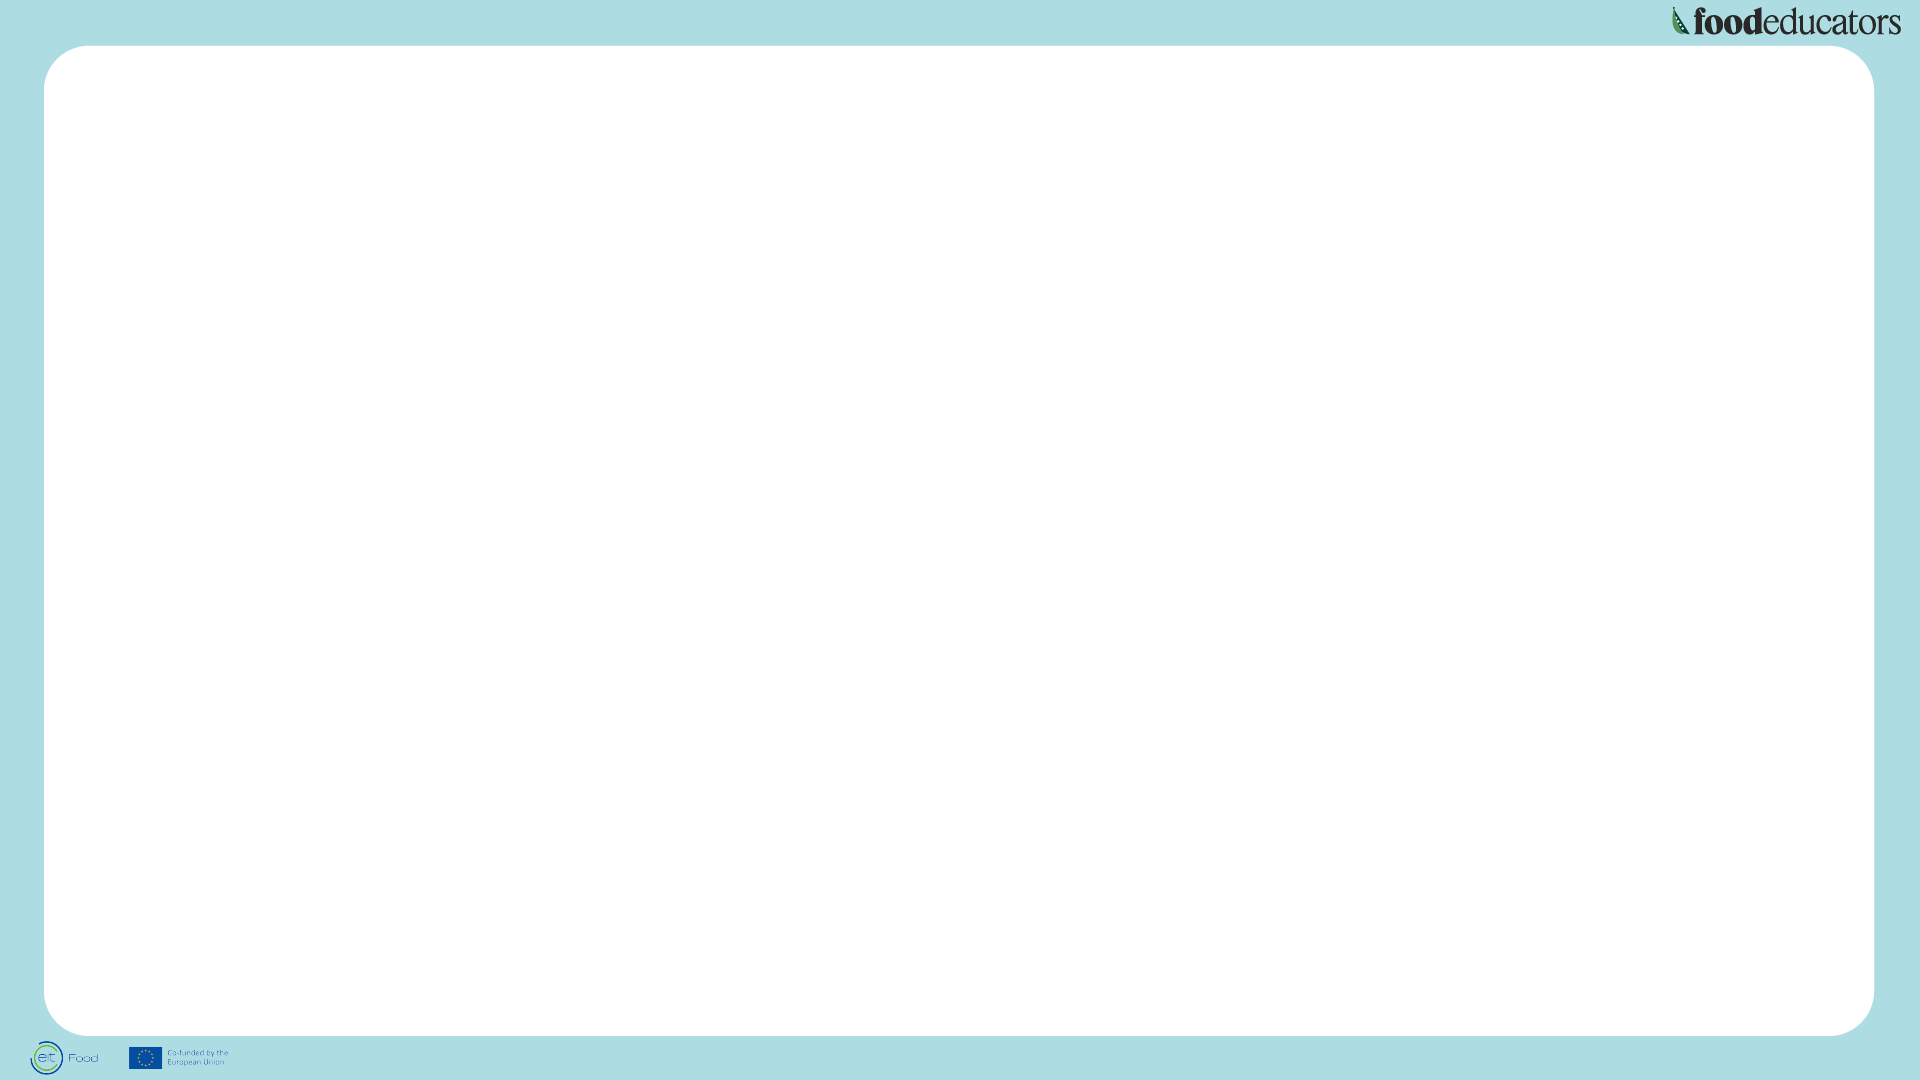 foodeducators
eit Food
Co-funded by the
European Union